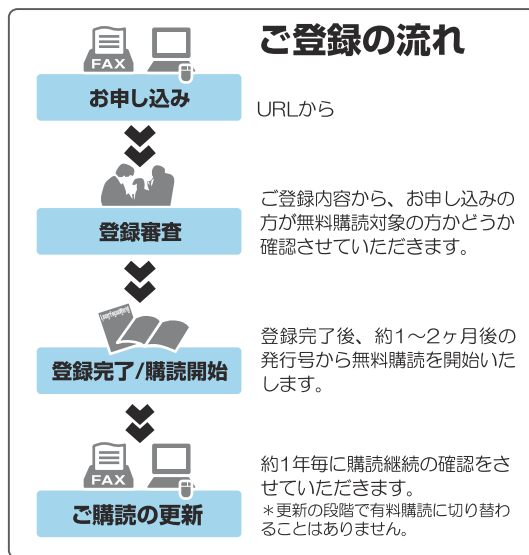 ご登録の流れ
FAX
お申し込み
URLから
登録審査
ご登録内容から、お申し込みの
方が無料購読対象の方かどうか
確認させていただきます。
登録完了/購読開始
登録完了後、約1〜2ヶ月後の
発行号から無料購読を開始いた
します。
FAX
ご購読の更新
約1年毎に購読継続の確認をさ
せていただきます。
＊更新の段階で有料購読に切り替わ
ることはありません。